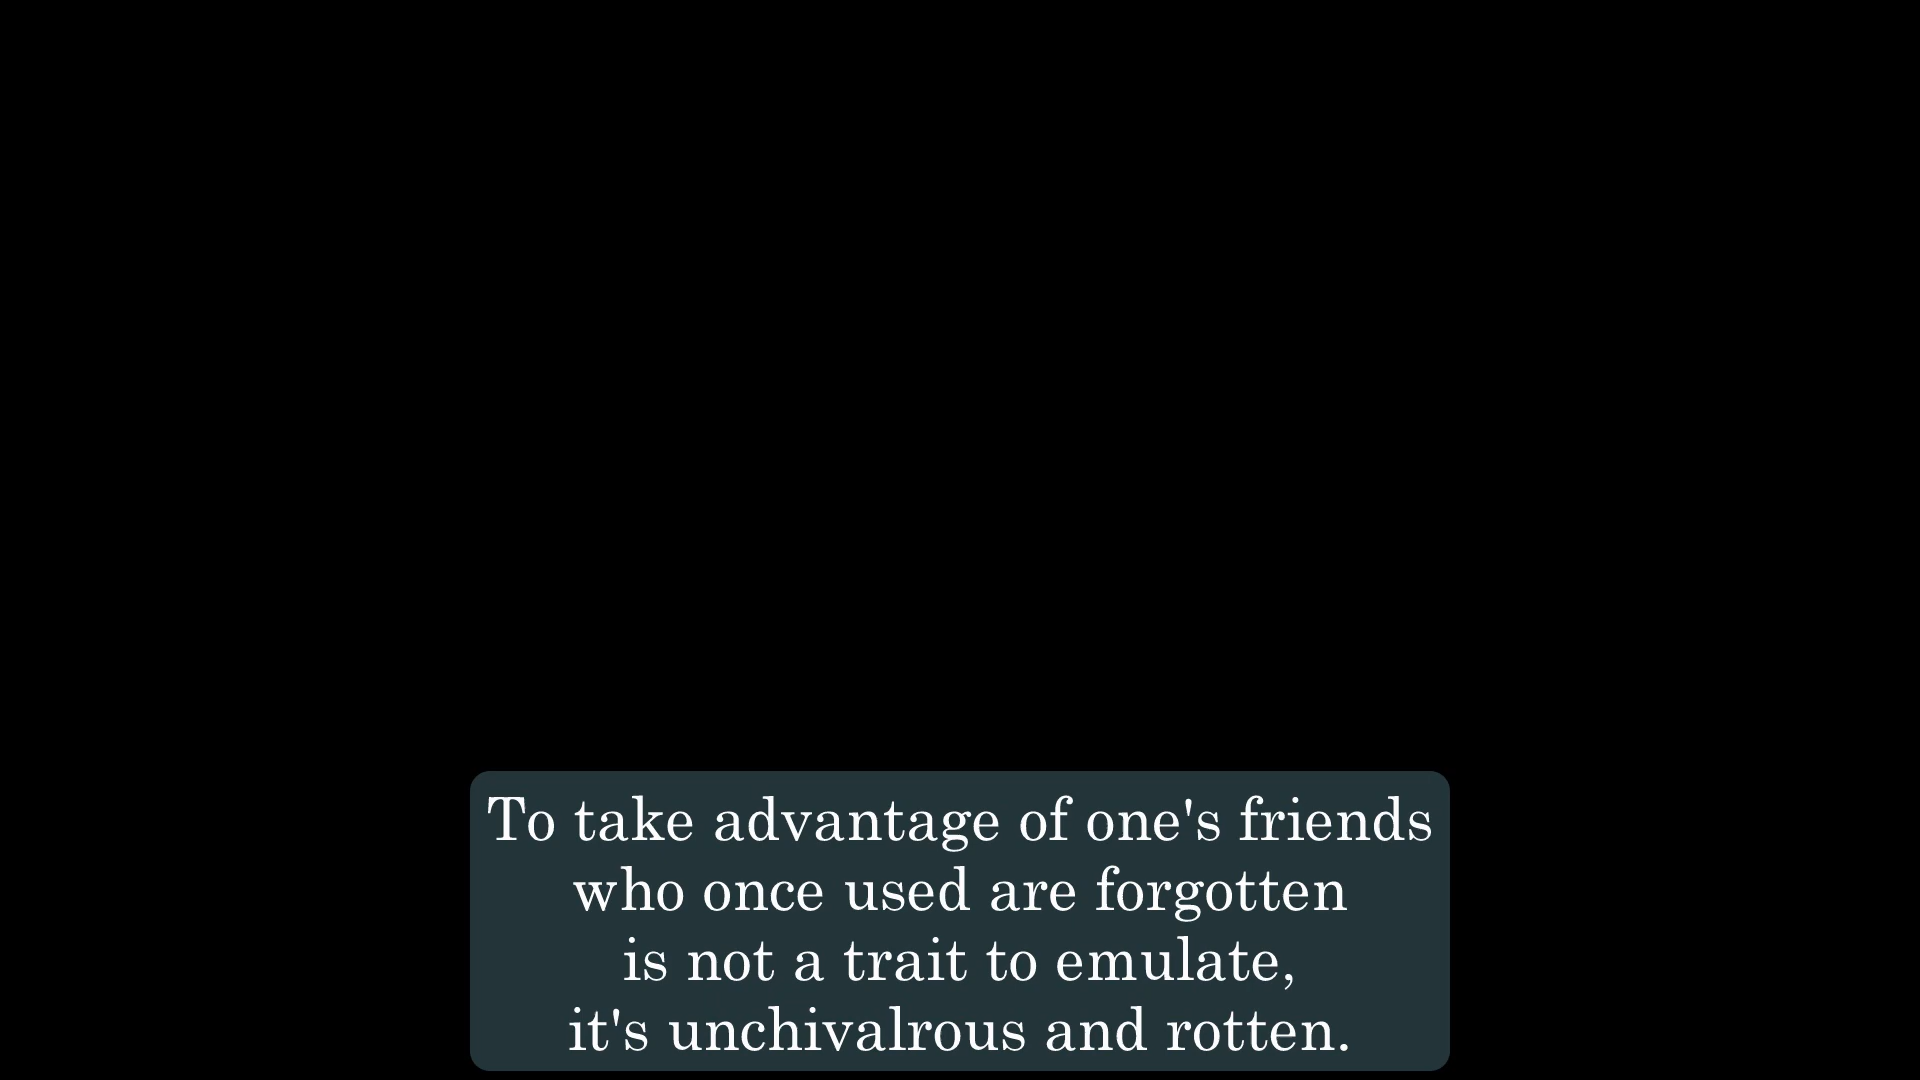 To take advantage of one's friends
who once used are forgotten
is not a trait to emulate,
it's unchivalrous and rotten.